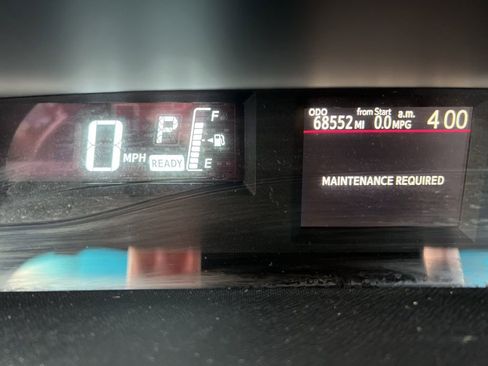 0 MPH
P
READY
F
E
ODO from Start a.m.
68552 MI 0.0 MPG 4:00
MAINTENANCE REQUIRED